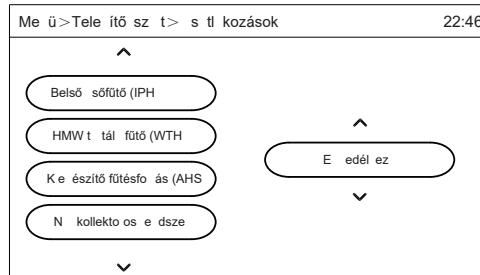 Me ü>Tele ítő sz t> s tl kozások 22:46
Belső sőfűtő (IPH
HMW t tál fűtő (WTH
K e észítő fűtésfo ás (AHS
E edél ez
N kollekto os e dsze